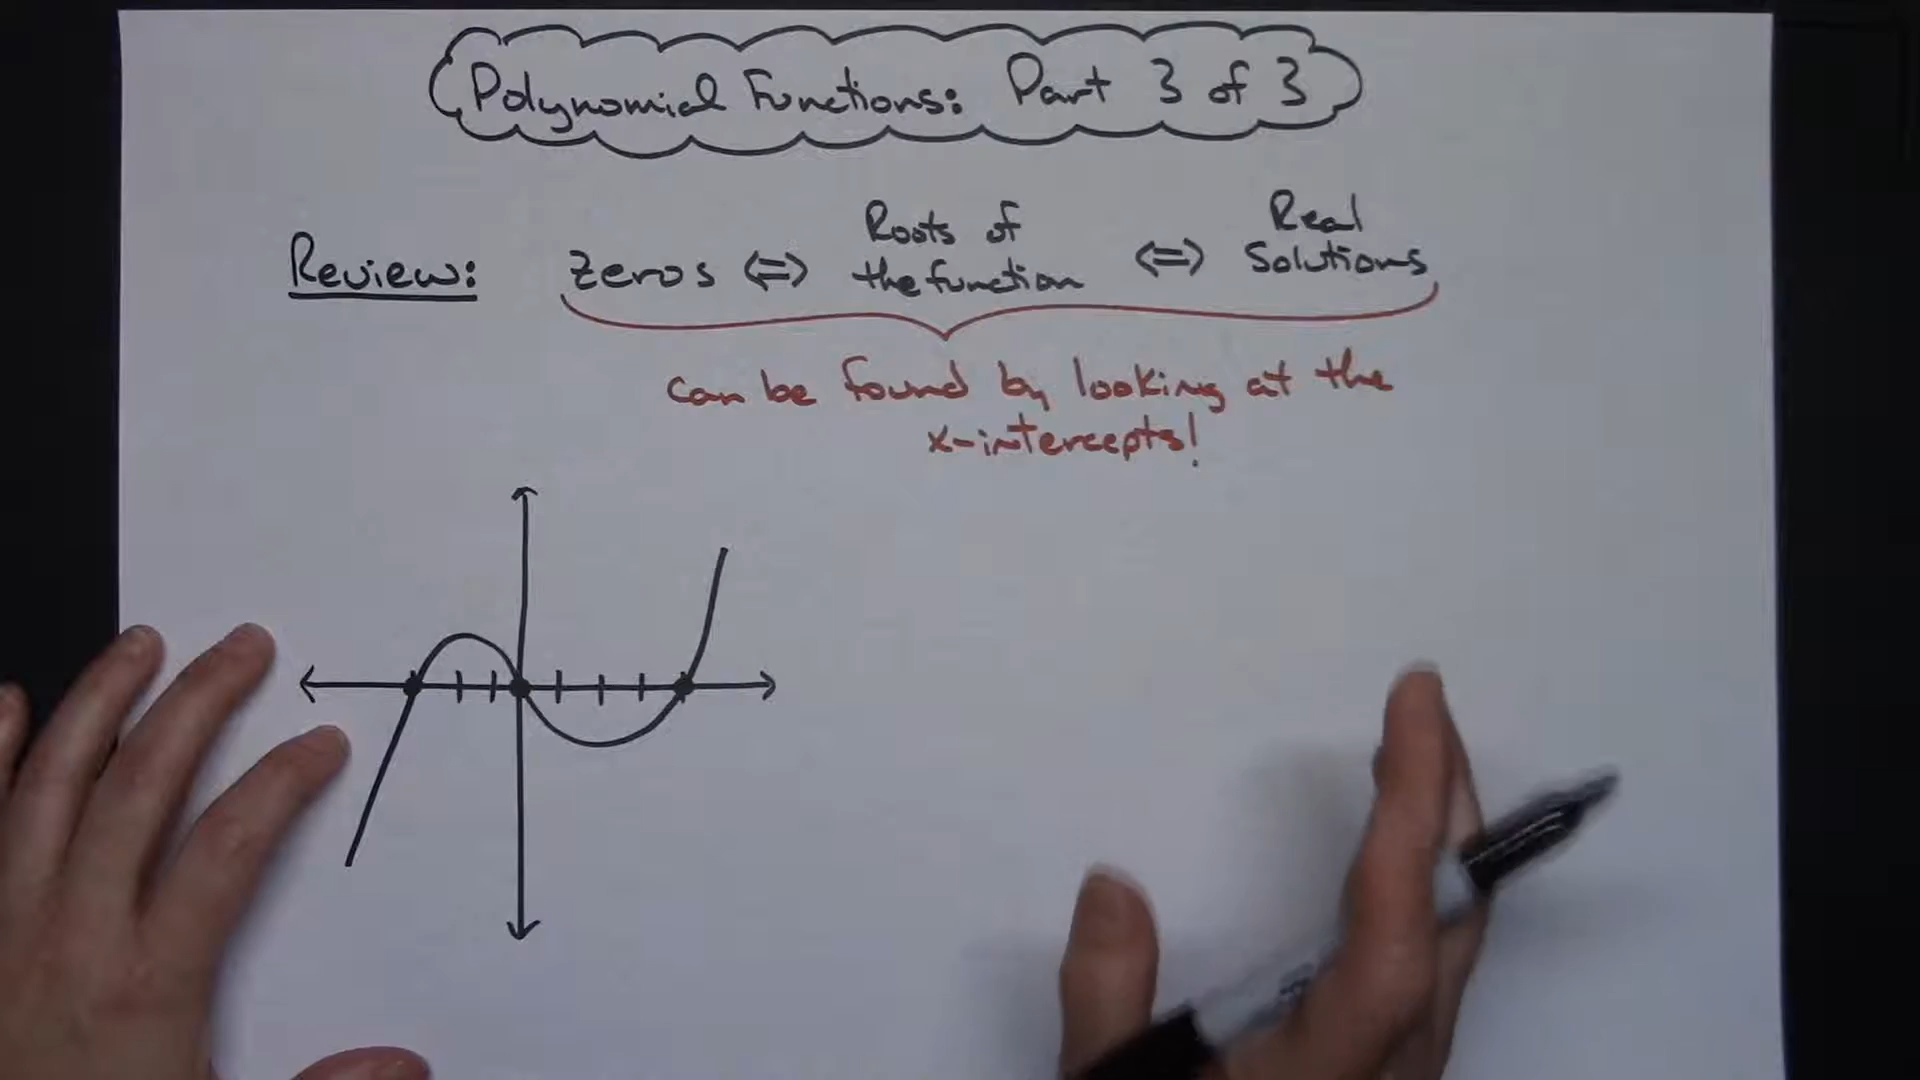 Polynomial Functions: Part 3 of 3
Review: Zeros <=> Roots of the function <=> Real Solutions
can be found by looking at the
x-intercepts!